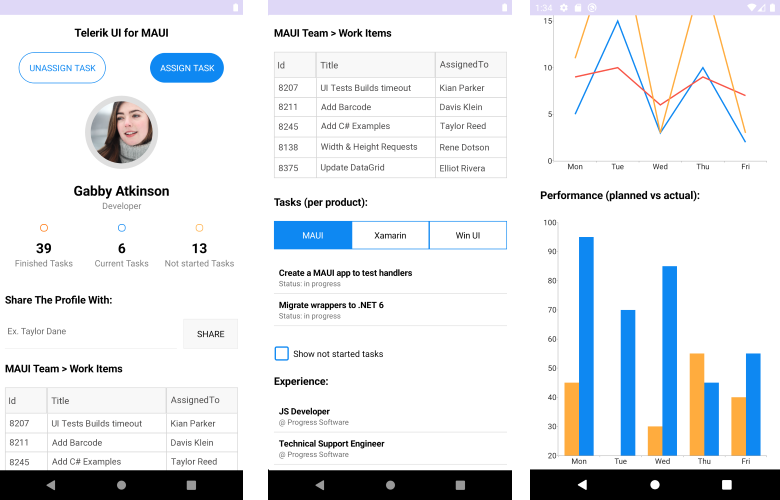 Telerik UI for MAUI
UNASSIGN TASK
ASSIGN TASK
Gabby Atkinson
Developer
39
6
13
Finished Tasks
Current Tasks
Not started Tasks
Share The Profile With:
Ex. Taylor Dane
SHARE
MAUI Team > Work Items
Id Title AssignedTo
8207 UI Tests Builds timeout Kian Parker
8211 Add Barcode Davis Klein
8245 Add C# Examples Taylor Reed
MAUI Team > Work Items
Id Title AssignedTo
8207 UI Tests Builds timeout Kian Parker
8211 Add Barcode Davis Klein
8245 Add C# Examples Taylor Reed
8138 Width & Height Requests Rene Dotson
8375 Update DataGrid Elliot Rivera
Tasks (per product):
MAUI
Xamarin
Win UI
Create a MAUI app to test handlers
Status: in progress
Migrate wrappers to .NET 6
Status: in progress
Show not started tasks
Experience:
JS Developer
@ Progress Software
Technical Support Engineer
@ Progress Software
1:34
15
10
5
0
Mon Tue Wed Thu Fri
Performance (planned vs actual):
100
90
80
70
60
50
40
30
20
Mon Tue Wed Thu Fri